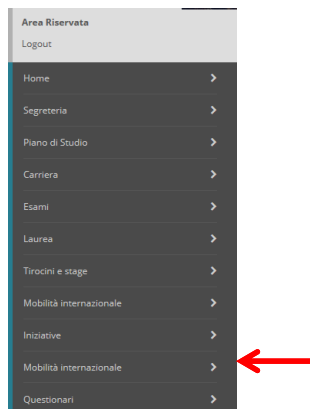 Area Riservata
Logout
Home
Segreteria
Piano di Studio
Carriera
Esami
Laurea
Tirocini e stage
Mobilità internazionale
Iniziative
Mobilità internazionale
Questionari